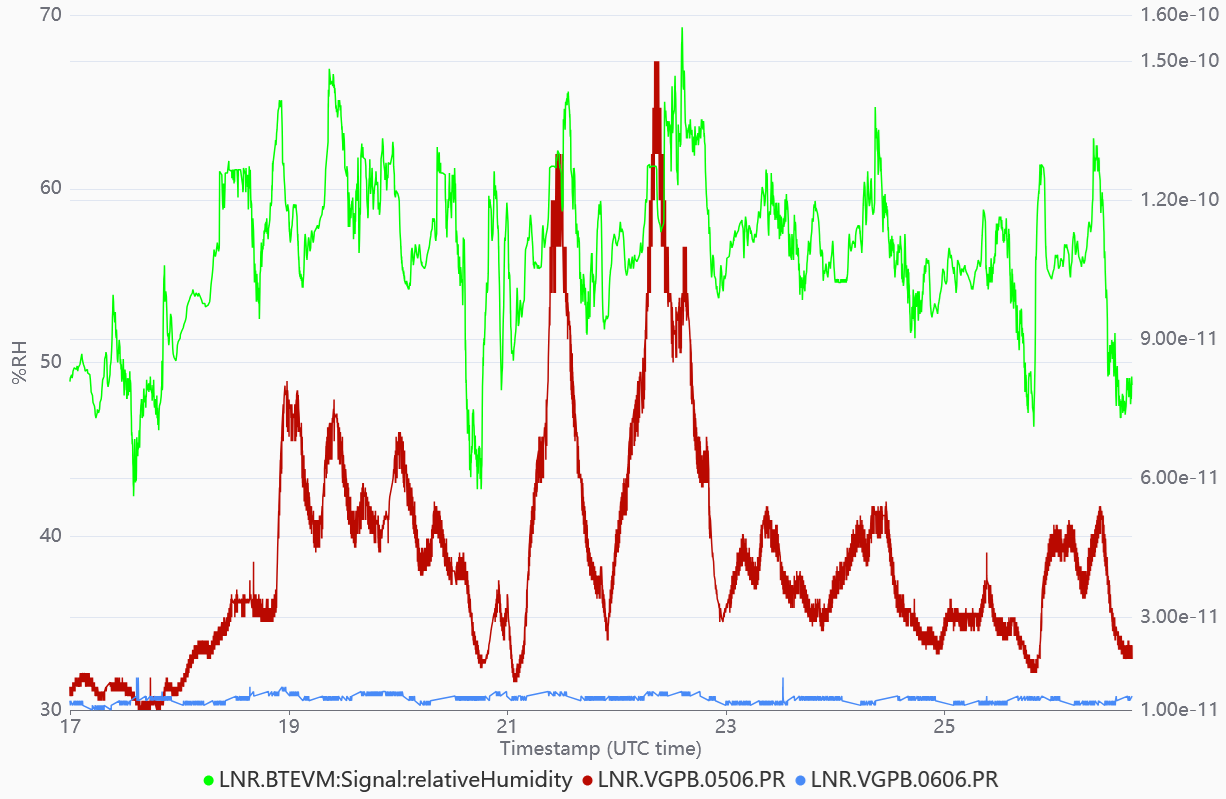 70
1.60e-10
1.50e-10
60
1.20e-10
50
9.00e-11
%RH
6.00e-11
40
3.00e-11
30
1.00e-11
17 19 21 23 25
Timestamp (UTC time)
LNR.BTEVM:Signal:relativeHumidity LNR.VGPB.0506.PR LNR.VGPB.0606.PR